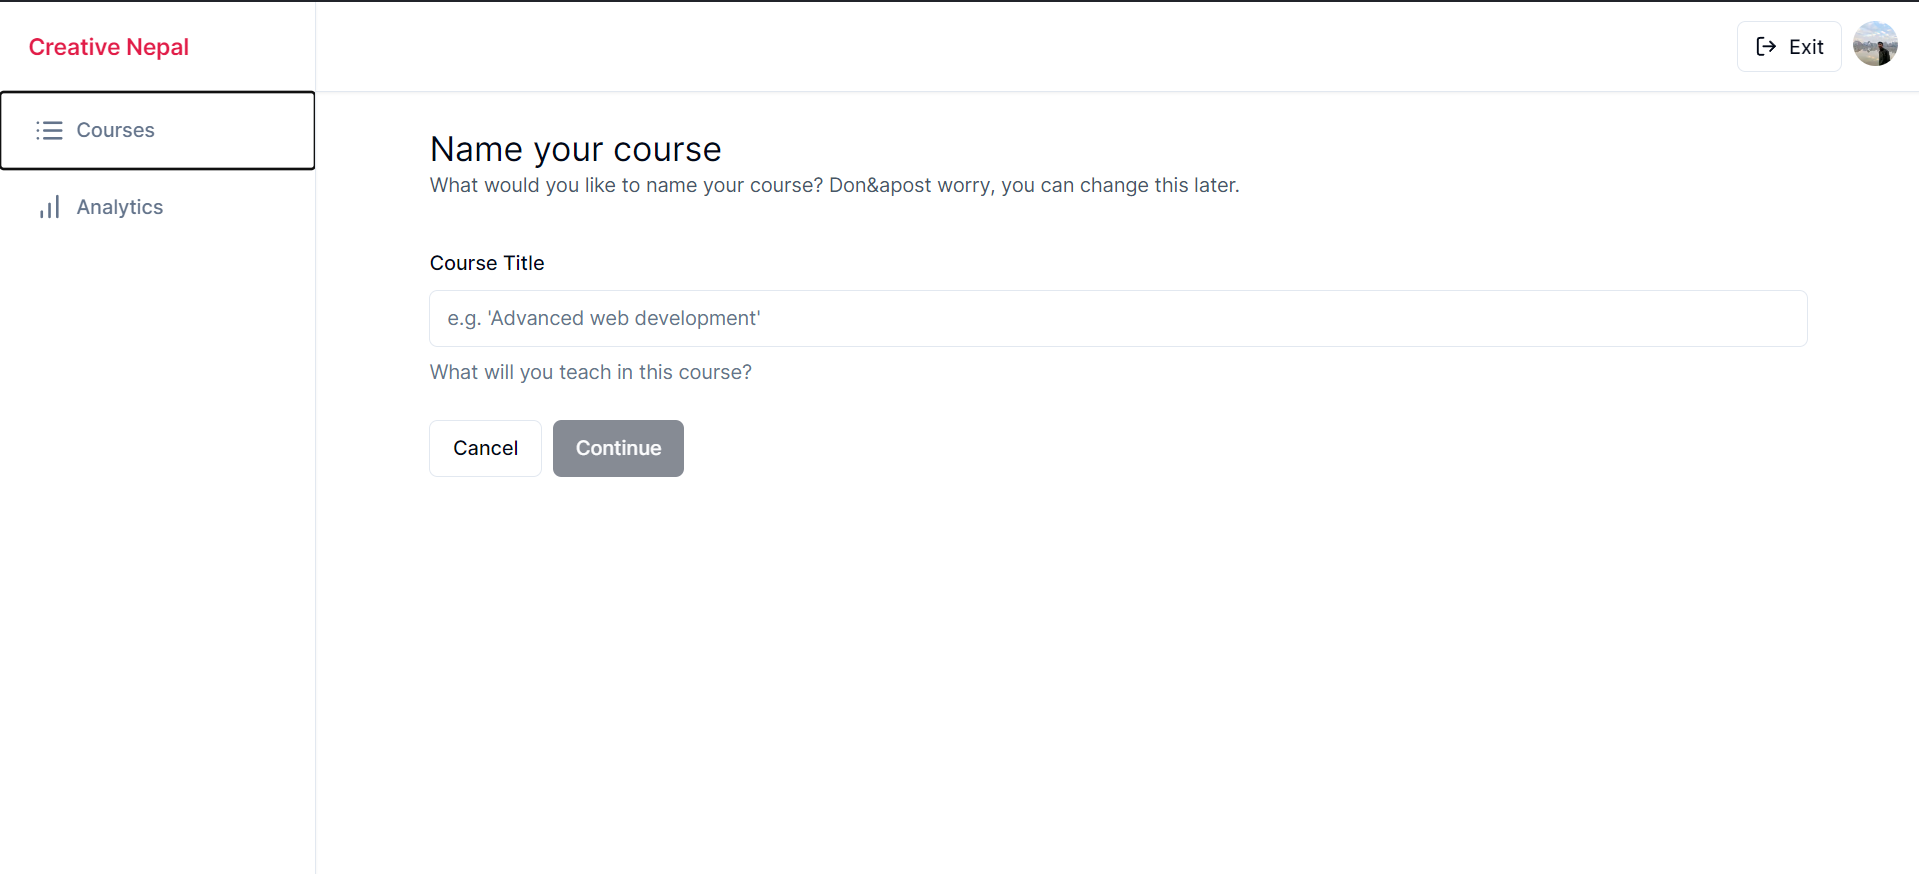 Creative Nepal
Exit
Courses
Analytics
Name your course
What would you like to name your course? Don&apost worry, you can change this later.
Course Title
e.g. 'Advanced web development'
What will you teach in this course?
Cancel
Continue